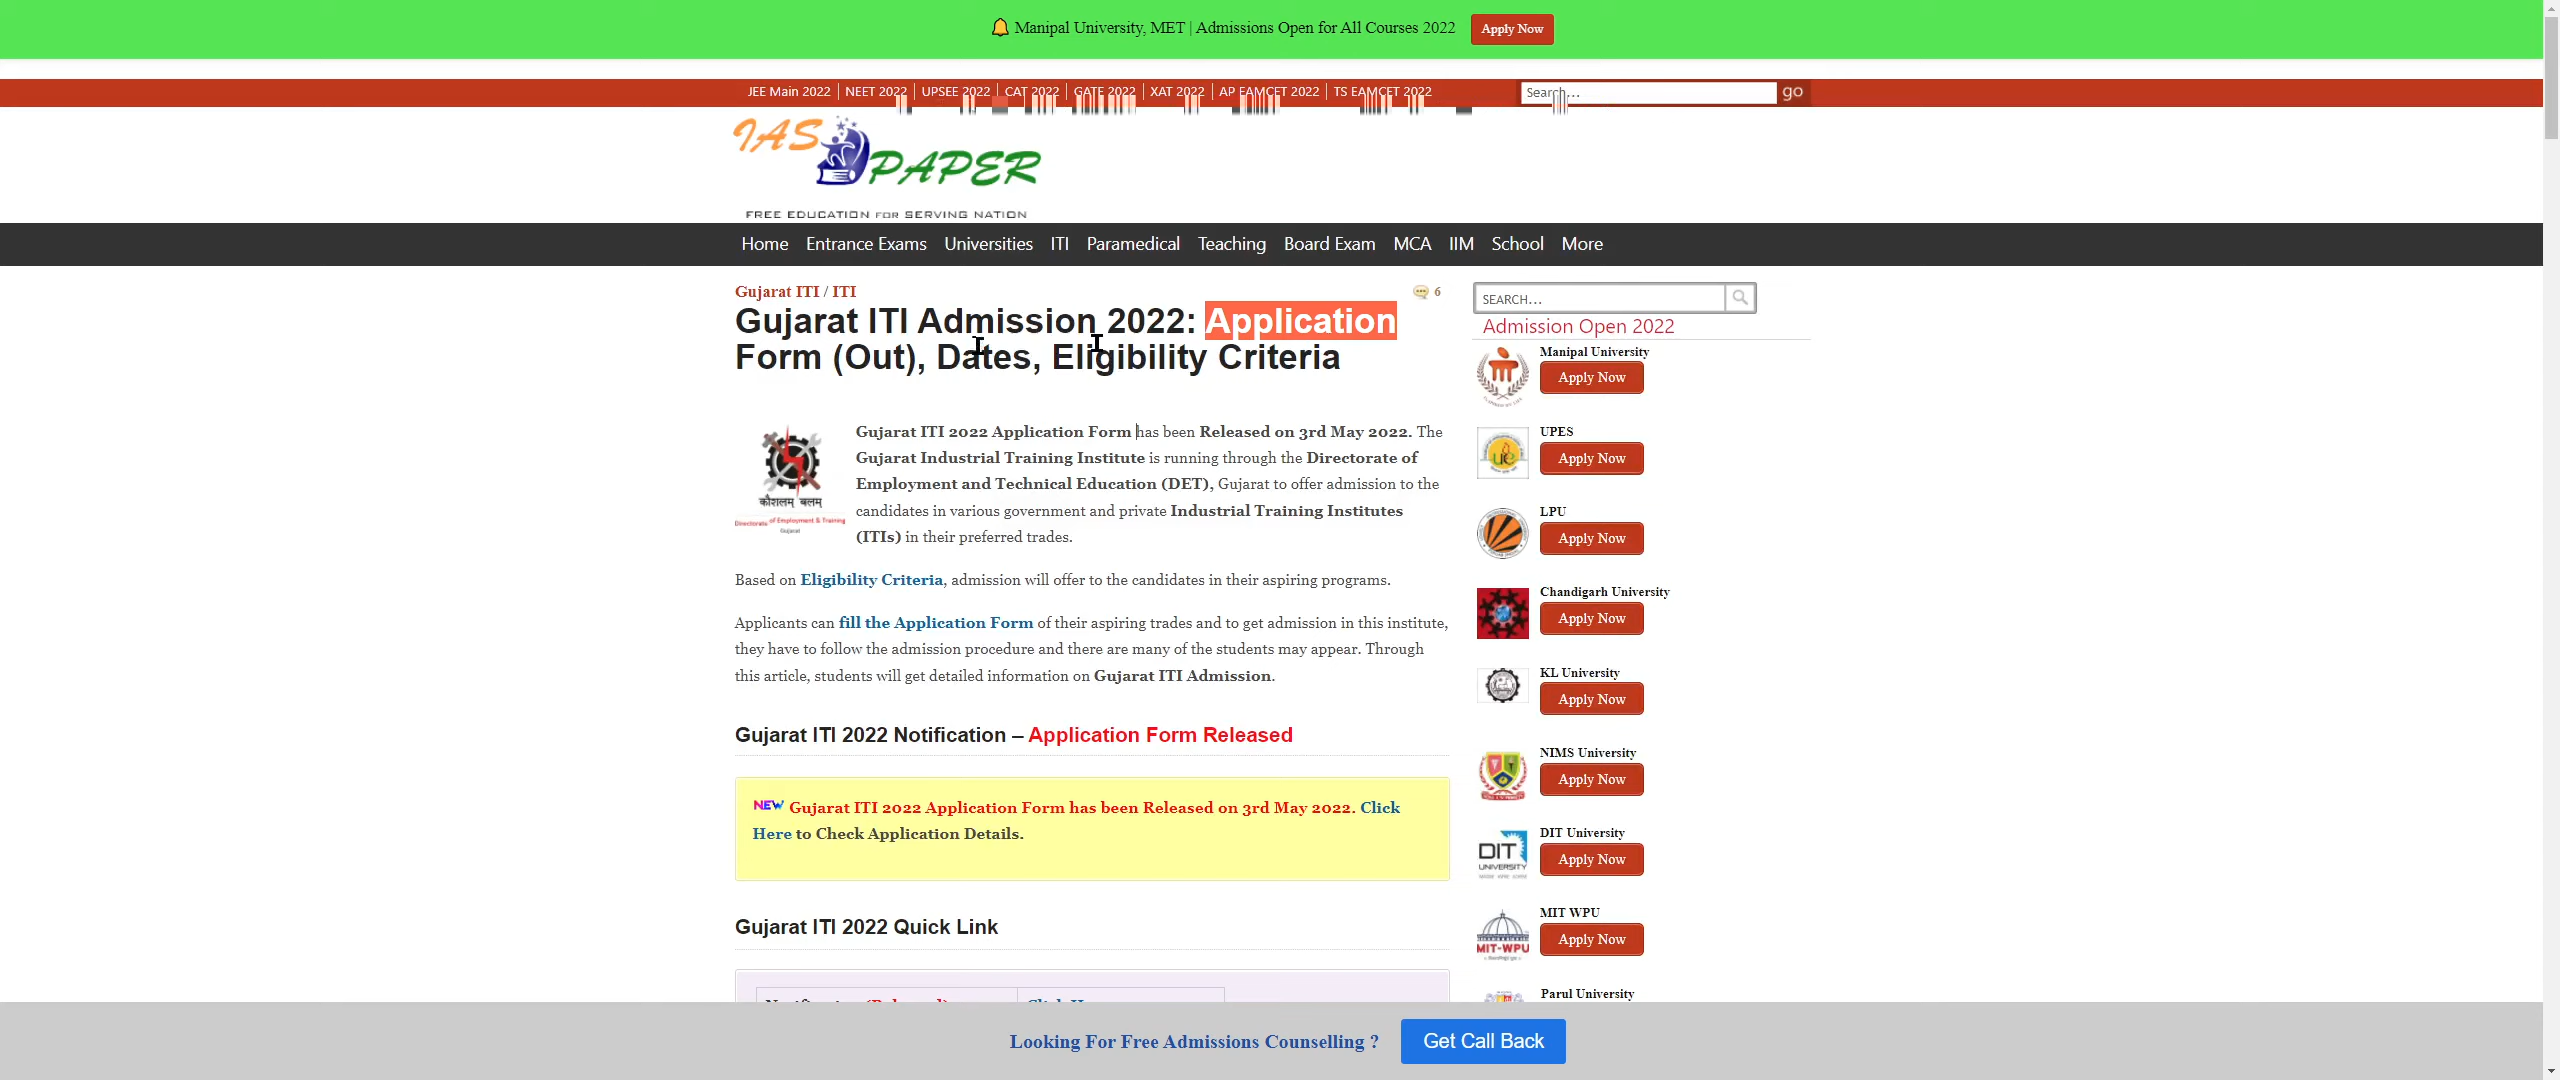 Manipal University, MET | Admissions Open for All Courses 2022 Apply Now
JEE Main 2022 NEET 2022 UPSEE 2022 CAT 2022 GATE 2022 XAT 2022 AP EAMCET 2022 TS EAMCET 2022 Search... go
IAS PAPER
FREE EDUCATION FOR SERVING NATION
Home Entrance Exams Universities ITI Paramedical Teaching Board Exam MCA IIM School More
Gujarat ITI / ITI
6
Gujarat ITI Admission 2022: Application
Form (Out), Dates, Eligibility Criteria
कौशलम् बलम्
Directorate of Employment & Training
Gujarat
Gujarat ITI 2022 Application Form has been Released on 3rd May 2022. The
Gujarat Industrial Training Institute is running through the Directorate of
Employment and Technical Education (DET), Gujarat to offer admission to the
candidates in various government and private Industrial Training Institutes
(ITIs) in their preferred trades.
Based on Eligibility Criteria, admission will offer to the candidates in their aspiring programs.
Applicants can fill the Application Form of their aspiring trades and to get admission in this institute,
they have to follow the admission procedure and there are many of the students may appear. Through
this article, students will get detailed information on Gujarat ITI Admission.
Gujarat ITI 2022 Notification – Application Form Released
NEW Gujarat ITI 2022 Application Form has been Released on 3rd May 2022. Click
Here to Check Application Details.
Gujarat ITI 2022 Quick Link
SEARCH...
Admission Open 2022
Manipal University
Apply Now
UPES
Apply Now
LPU
Apply Now
Chandigarh University
Apply Now
KL University
Apply Now
NIMS University
Apply Now
DIT University
DIT
UNIVERSITY
Apply Now
MIT WPU
MIT-WPU
Apply Now
Parul University
Looking For Free Admissions Counselling ? Get Call Back